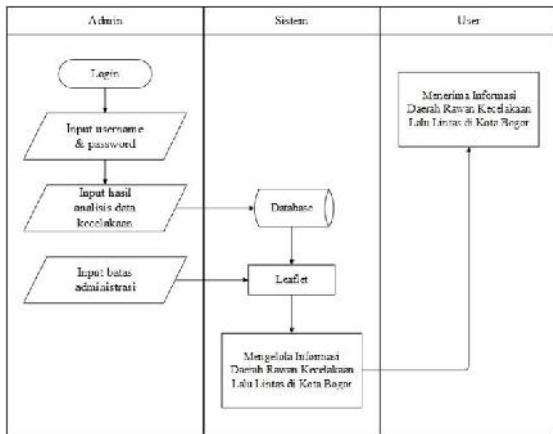 Admin
Sistem
User
Login
Input username
& password
Input hasil
analisis data
kecelakaan
Input batas
administrasi
Database
Leaflet
Mengelola Informasi
Daerah Rawan Kecelakaan
Lalu Lintas di Kota Bogor
Menerima Informasi
Daerah Rawan Kecelakaan
Lalu Lintas di Kota Bogor